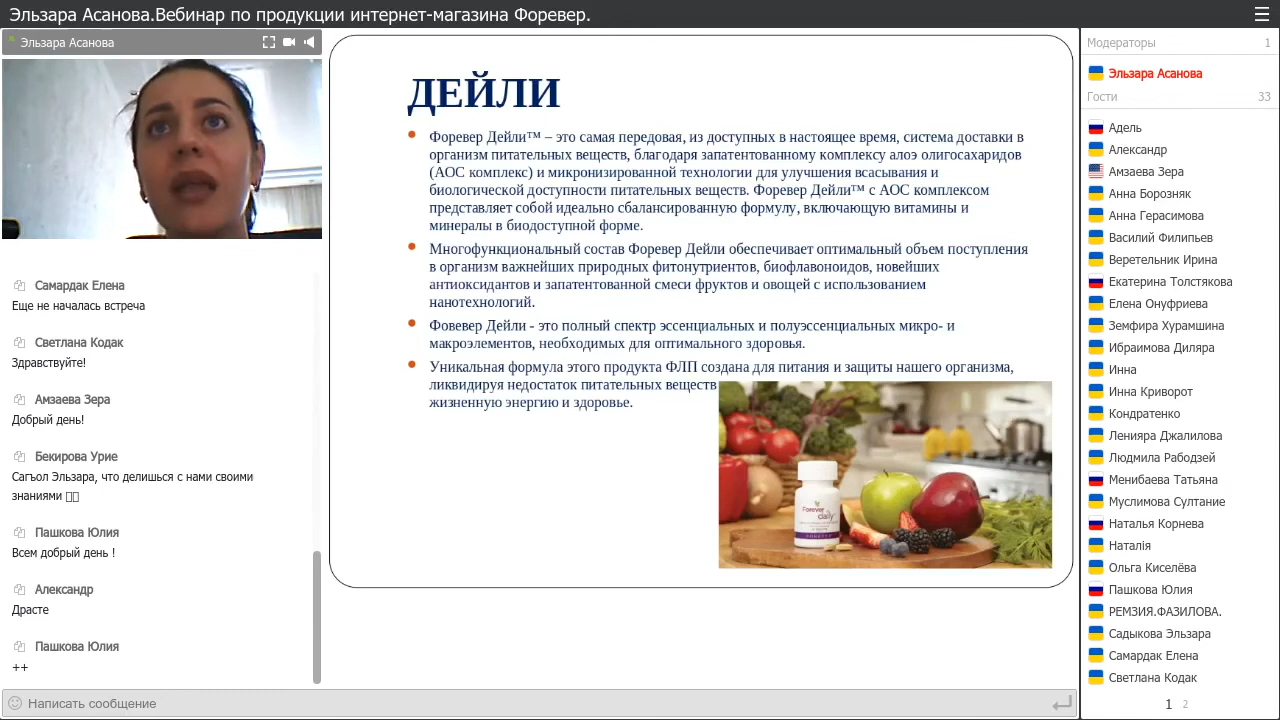 Эльзара Асанова.Вебинар по продукции интернет-магазина Форевер.
Эльзара Асанова
Самардак Елена
Еще не началась встреча
Светлана Кодак
Здравствуйте!
Амзаева Зера
Добрый день!
Бекирова Урие
Сагъол Эльзара, что делишься с нами своими
знаниями
Пашкова Юлия
Всем добрый день !
Александр
Драсте
Пашкова Юлия
++
Написать сообщение
ДЕЙЛИ
Форевер Дейли™ – это самая передовая, из доступных в настоящее время, система доставки в
организм питательных веществ, благодаря запатентованному комплексу алоэ олигосахаридов
(АОС комплекс) и микронизированной технологии для улучшения всасывания и
биологической доступности питательных веществ. Форевер Дейли™ с АОС комплексом
представляет собой идеально сбалансированную формулу, включающую витамины и
минералы в биодоступной форме.
Многофункциональный состав Форевер Дейли обеспечивает оптимальный объем поступления
в организм важнейших природных фитонутриентов, биофлавоноидов, новейших
антиоксидантов и запатентованной смеси фруктов и овощей с использованием
нанотехнологий.
Фовевер Дейли - это полный спектр эссенциальных и полуэссенциальных микро- и
макроэлементов, необходимых для оптимального здоровья.
Уникальная формула этого продукта ФЛП создана для питания и защиты нашего организма,
ликвидируя недостаток питательных веществ
жизненную энергию и здоровье.
Forever
daily
Модераторы 1
Эльзара Асанова
Гости 33
Адель
Александр
Амзаева Зера
Анна Борозняк
Анна Герасимова
Василий Филипьев
Веретельник Ирина
Екатерина Толстякова
Елена Онуфриева
Земфира Хурамшина
Ибраимова Диляра
Инна
Инна Криворот
Кондратенко
Ленияра Джалилова
Людмила Рабодзей
Менибаева Татьяна
Муслимова Султание
Наталья Корнева
Наталія
Ольга Киселёва
Пашкова Юлия
РЕМЗИЯ.ФАЗИЛОВА.
Садыкова Эльзара
Самардак Елена
Светлана Кодак
1 2